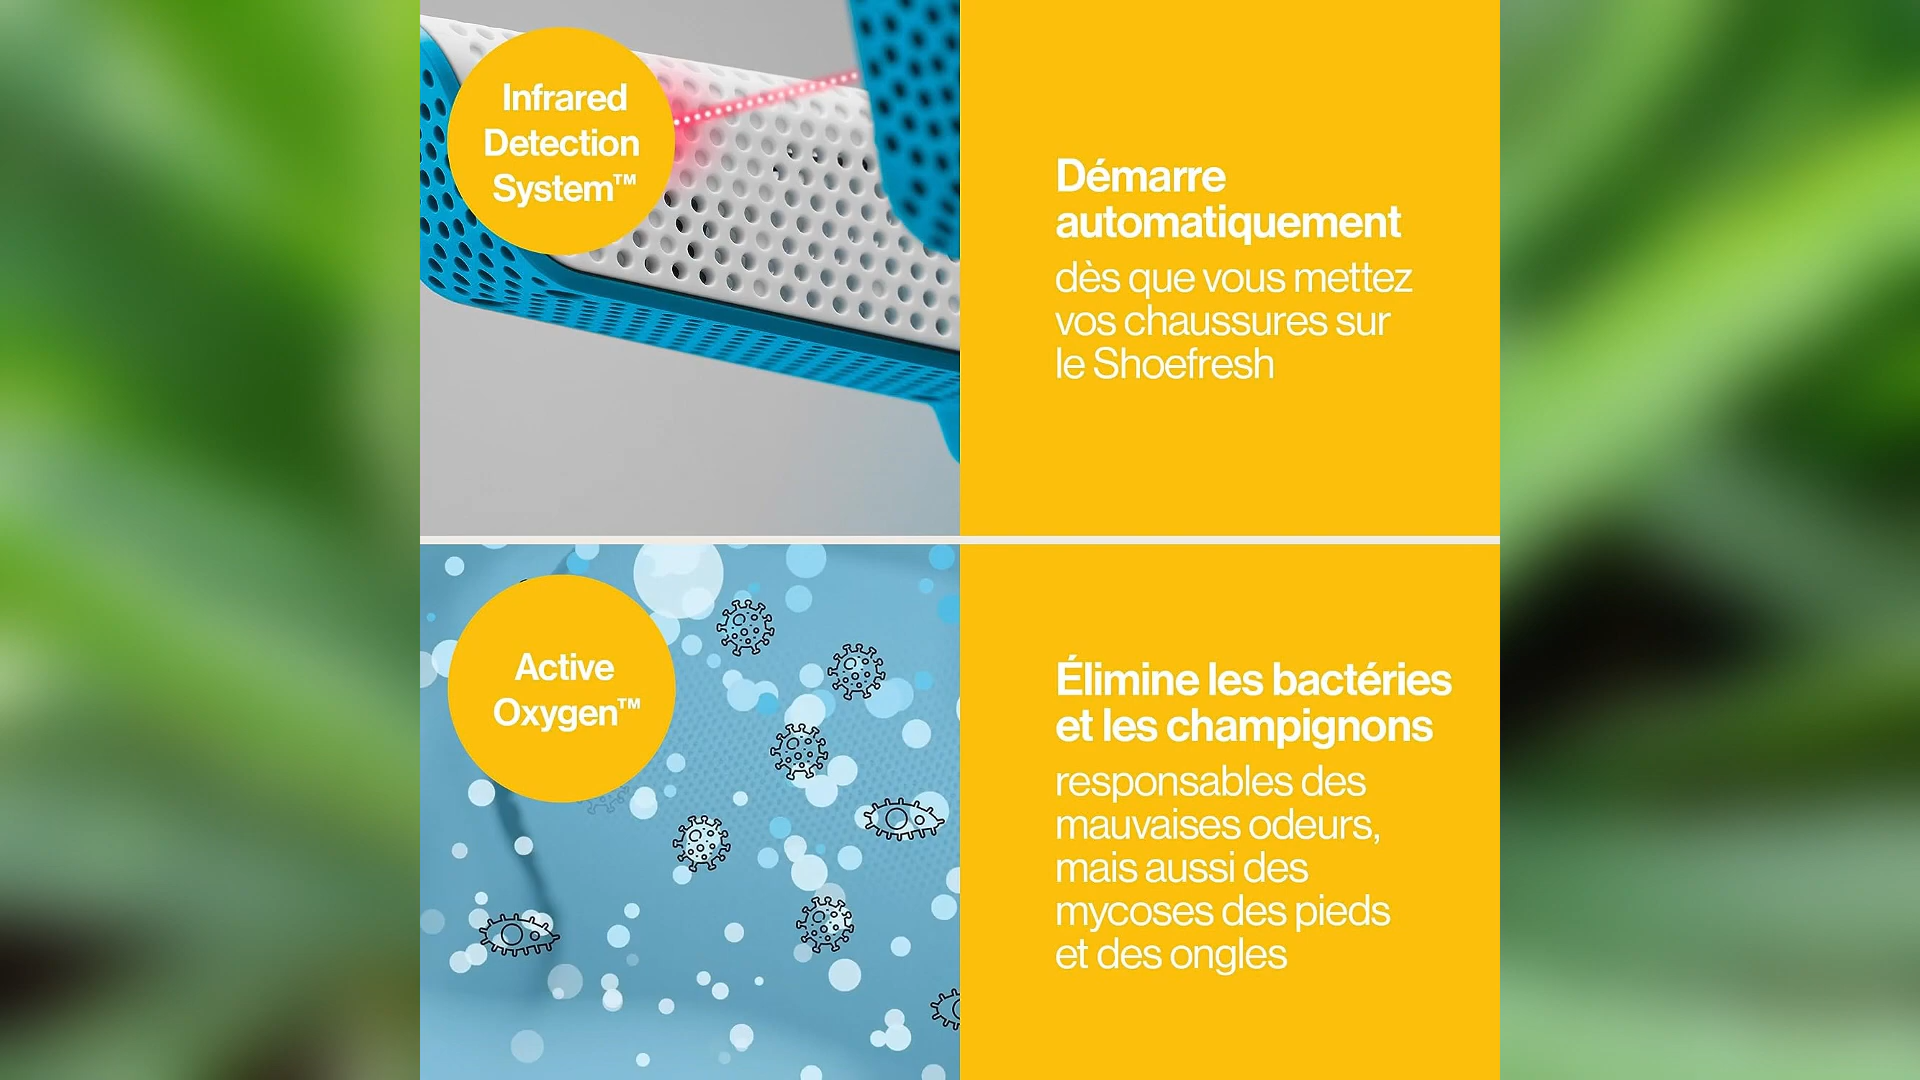 Infrared
Detection
System™
Démarre
automatiquement
dès que vous mettez
vos chaussures sur
le Shoefresh
Active
Oxygen™
Élimine les bactéries
et les champignons
responsables des
mauvaises odeurs,
mais aussi des
mycoses des pieds
et des ongles